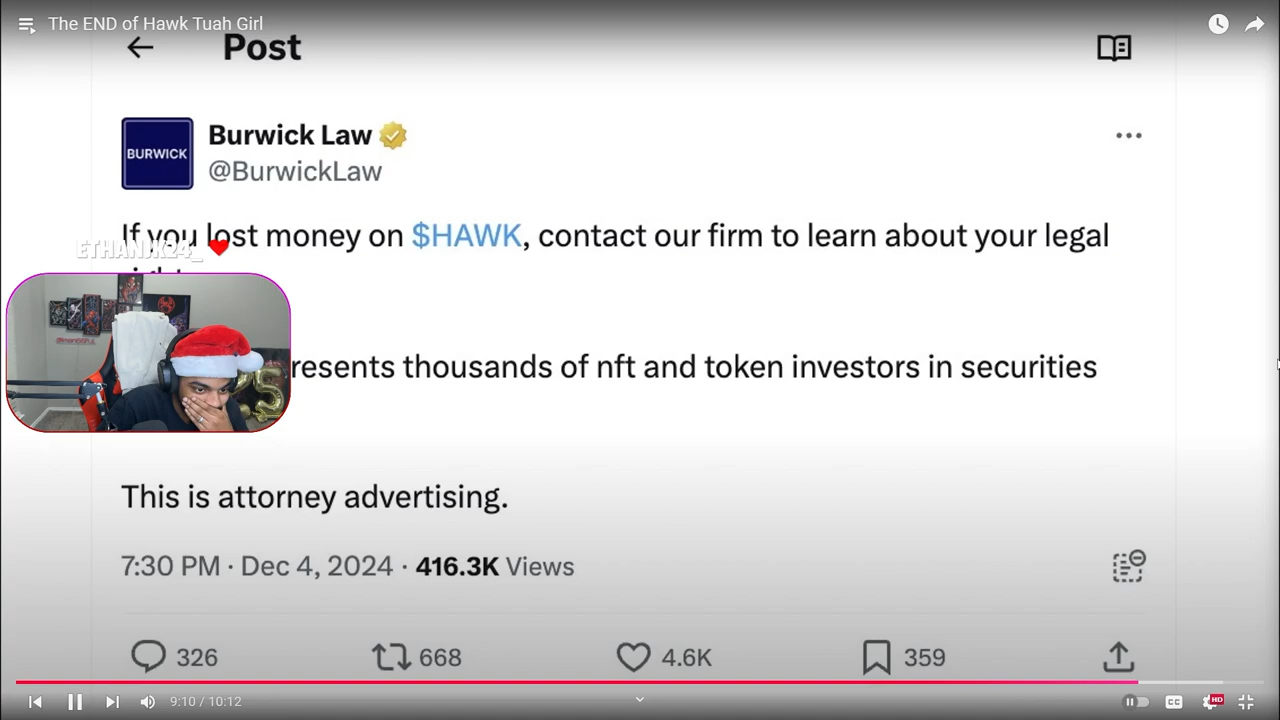 The END of Hawk Tuah Girl
Post
BURWICK
Burwick Law
@BurwickLaw
If you lost money on $HAWK, contact our firm to learn about your legal
ETHANJK24_
resents thousands of nft and token investors in securities
This is attorney advertising.
7:30 PM · Dec 4, 2024 · 416.3K Views
326 668 4.6K 359
9:10 / 10:12
CC HD